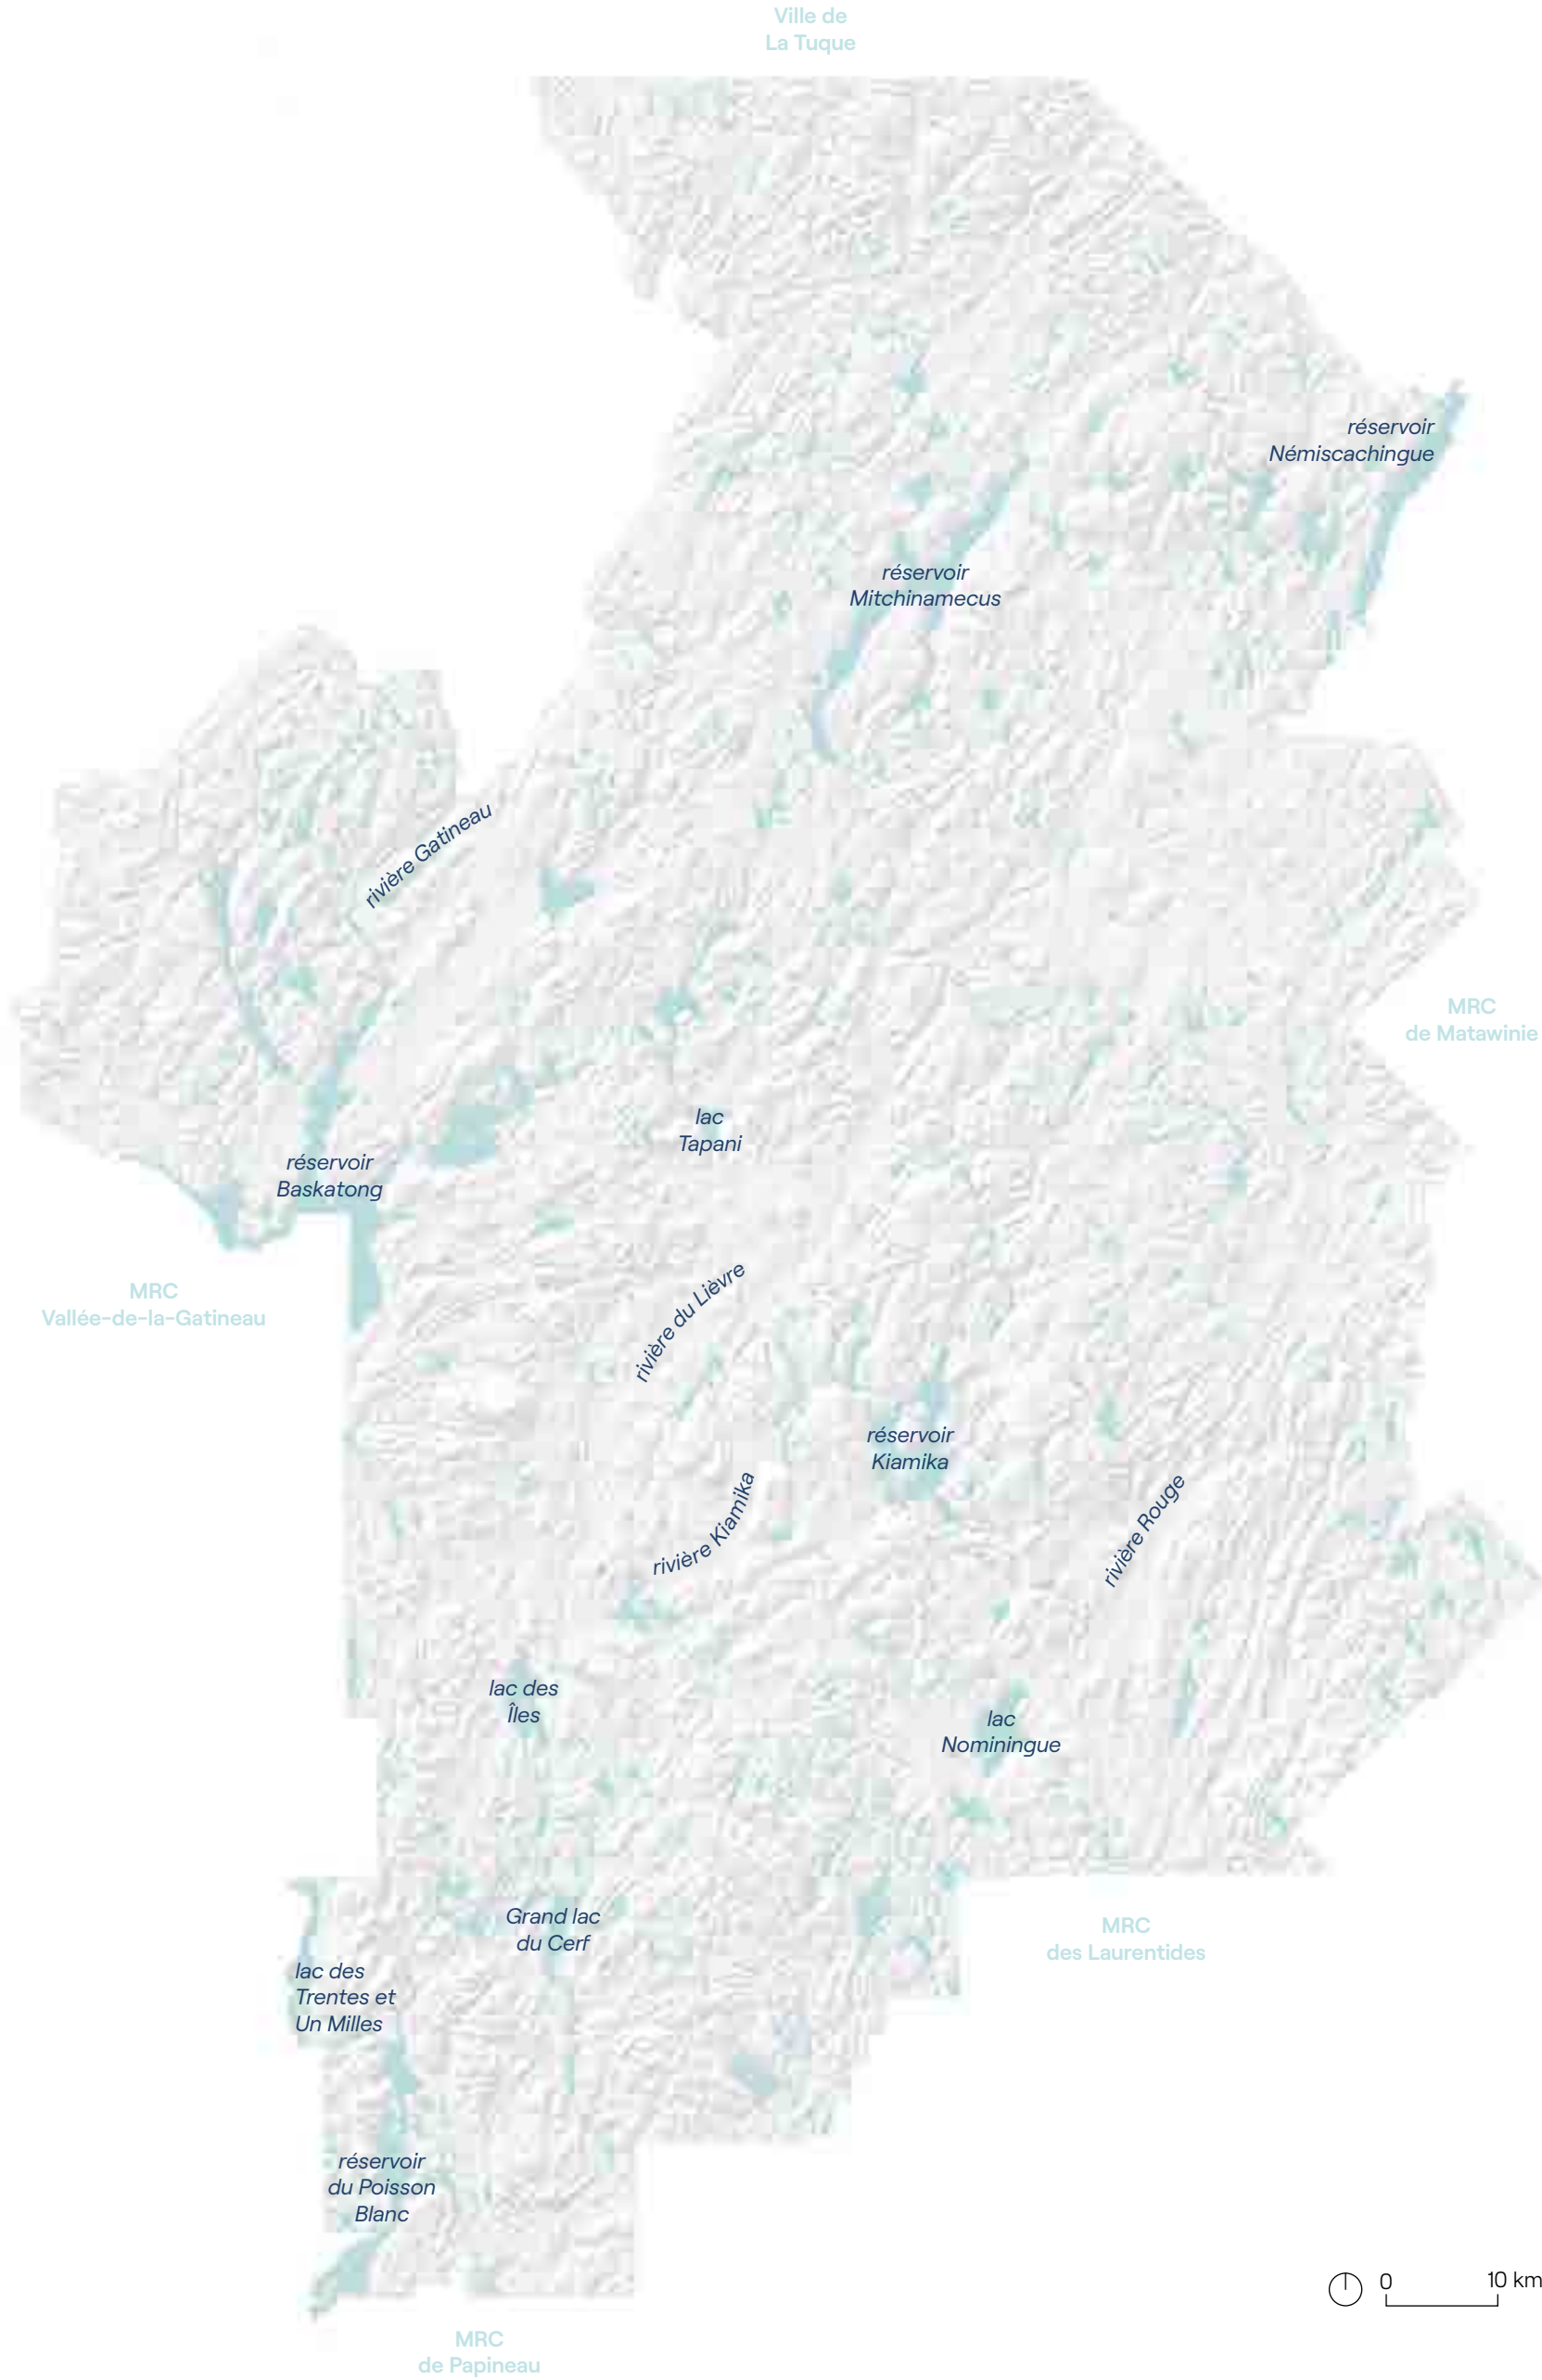 Ville de
La Tuque
réservoir
Némiscachingue
réservoir
Mitchinamecus
rivière Gatineau
MRC
de Matawinie
lac
Tapani
réservoir
Baskatong
MRC
Vallée-de-la-Gatineau
rivière du Lièvre
réservoir
Kiamika
rivière Kiamika
rivière Rouge
lac des
Îles
lac
Nominingue
Grand lac
du Cerf
MRC
des Laurentides
lac des
Trentes et
Un Milles
réservoir
du Poisson
Blanc
0 10 km
MRC
de Papineau